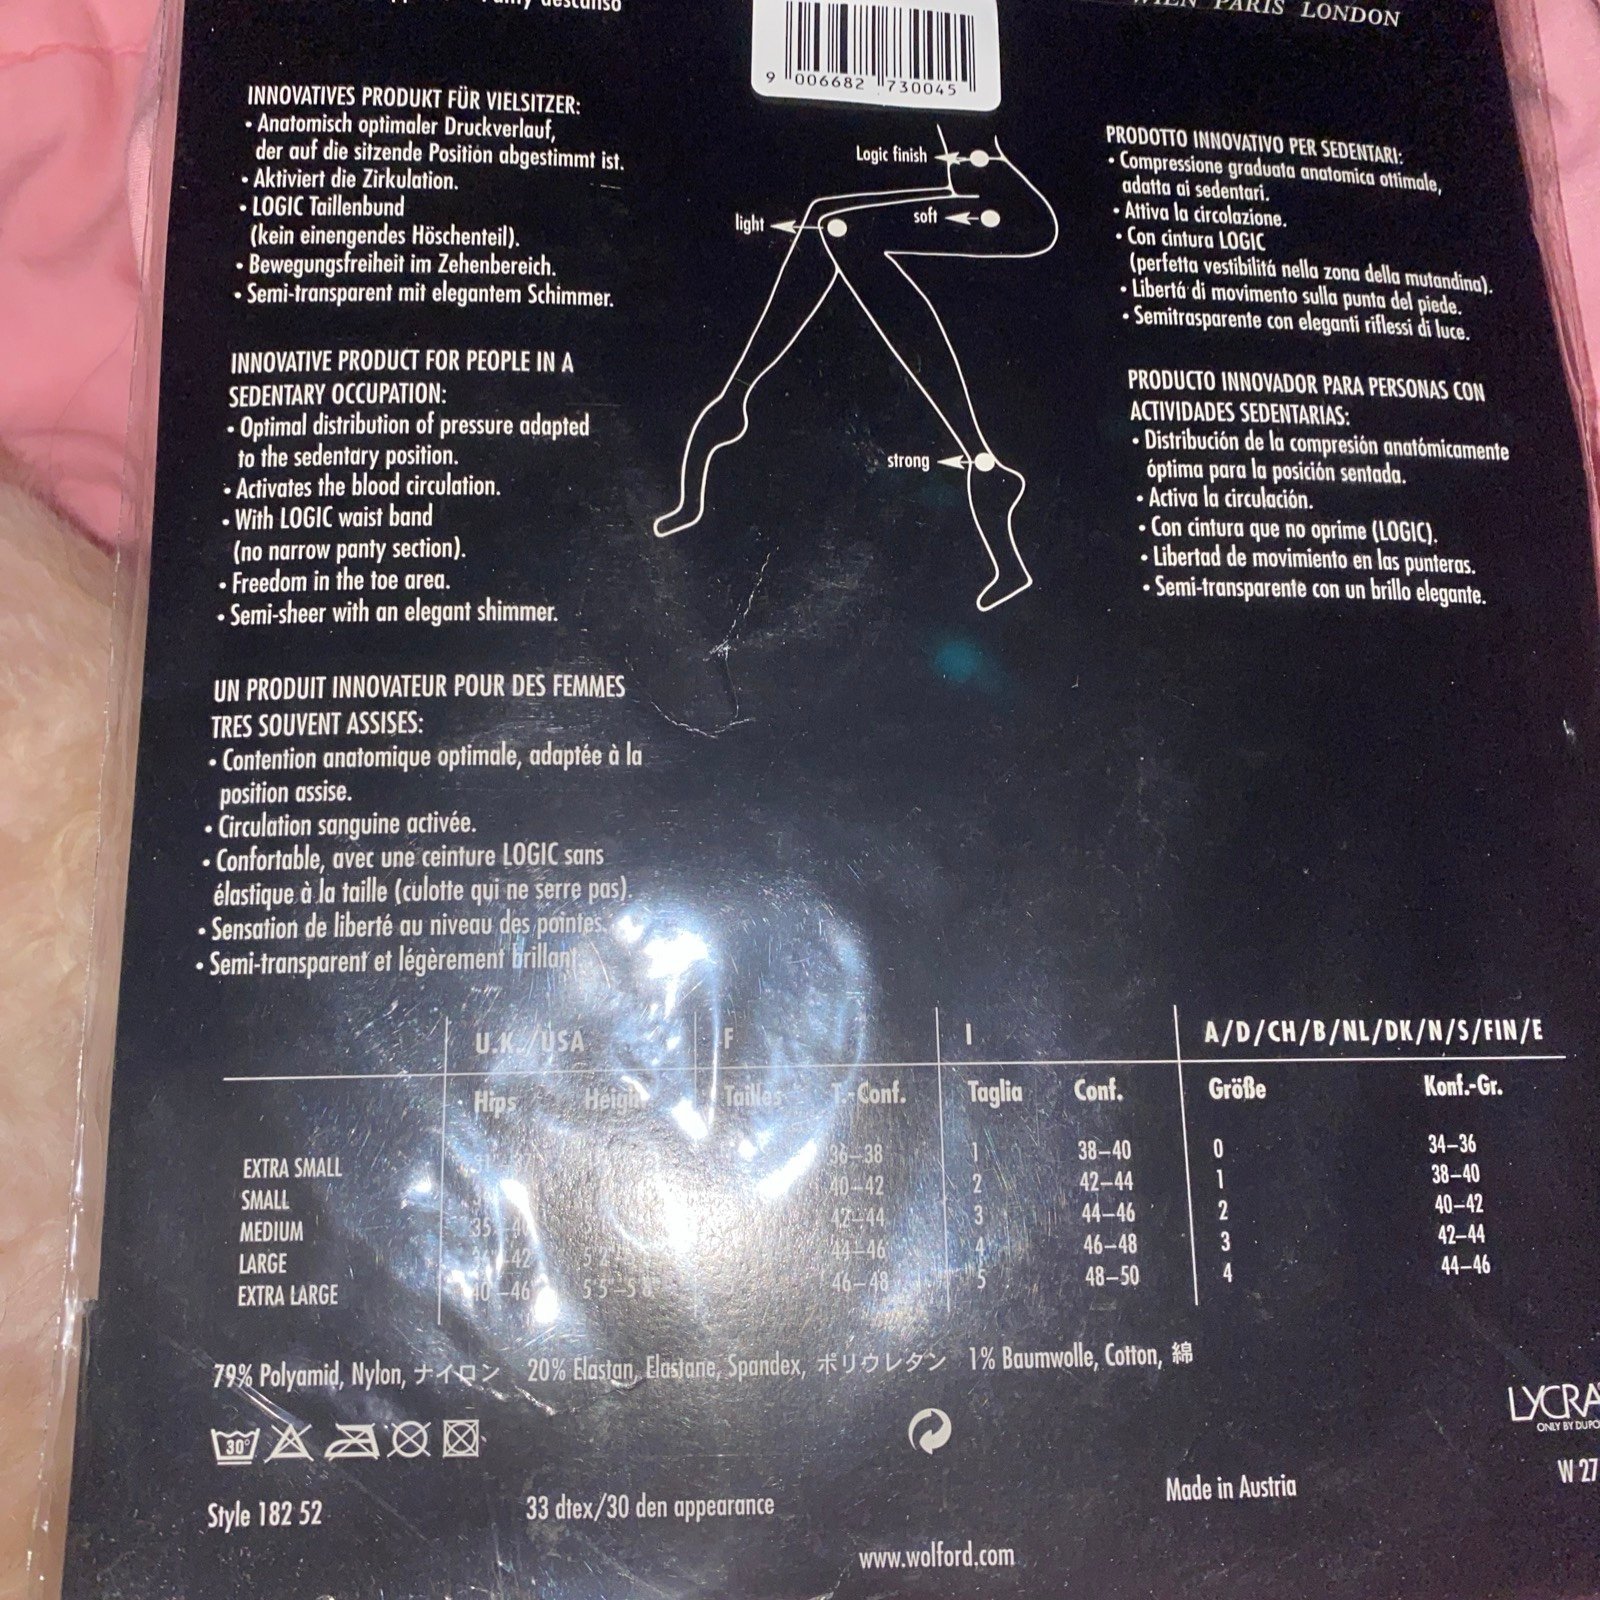 descanso
WIEN PARIS LONDON
9 006682 730045
INNOVATIVES PRODUKT FÜR VIELSITZER:
• Anatomisch optimaler Druckverlauf,
der auf die sitzende Position abgestimmt ist.
• Aktiviert die Zirkulation.
• LOGIC Taillenbund
(kein einengendes Höschenteil).
• Bewegungsfreiheit im Zehenbereich.
• Semi-transparent mit elegantem Schimmer.
INNOVATIVE PRODUCT FOR PEOPLE IN A
SEDENTARY OCCUPATION:
• Optimal distribution of pressure adapted
to the sedentary position.
• Activates the blood circulation.
• With LOGIC waist band
(no narrow panty section).
• Freedom in the toe area.
• Semi-sheer with an elegant shimmer.
UN PRODUIT INNOVATEUR POUR DES FEMMES
TRES SOUVENT ASSISES:
• Contention anatomique optimale, adaptée à la
position assise.
• Circulation sanguine activée.
• Confortable, avec une ceinture LOGIC sans
élastique à la taille (culotte qui ne serre pas).
• Sensation de liberté au niveau des pointes.
• Semi-transparent et légèrement brillant
Logic finish
light
soft
strong
PRODOTTO INNOVATIVO PER SEDENTARI:
• Compressione graduata anatomica ottimale,
adatta ai sedentari.
• Attiva la circolazione.
• Con cintura LOGIC
(perfetta vestibilitá nella zona della mutandina).
• Libertá di movimento sulla punta del piede.
• Semitrasparente con eleganti riflessi di luce.
PRODUCTO INNOVADOR PARA PERSONAS CON
ACTIVIDADES SEDENTARIAS:
• Distribución de la compresión anatómicamente
óptima para la posición sentada.
• Activa la circulación.
• Con cintura que no oprime (LOGIC).
• Libertad de movimiento en las punteras.
• Semi-transparente con un brillo elegante.
U.K./USA F I A/D/CH/B/NL/DK/N/S/FIN/E
Hips Height Tailles T.-Conf. Taglia Conf. Größe Konf.-Gr.
EXTRA SMALL 36–38 1 38–40 0 34–36
SMALL 40–42 2 42–44 1 38–40
MEDIUM 42–44 3 44–46 2 40–42
LARGE 44–46 4 46–48 3 42–44
EXTRA LARGE 40–46 46–48 5 48–50 4 44–46
79% Polyamid, Nylon, ナイロン 20% Elastan, Elastane, Spandex, ポリウレタン 1% Baumwolle, Cotton, 綿
30°
LYCRA
ONLY BY DUPO
Style 182 52 33 dtex/30 den appearance Made in Austria W 27
www.wolford.com